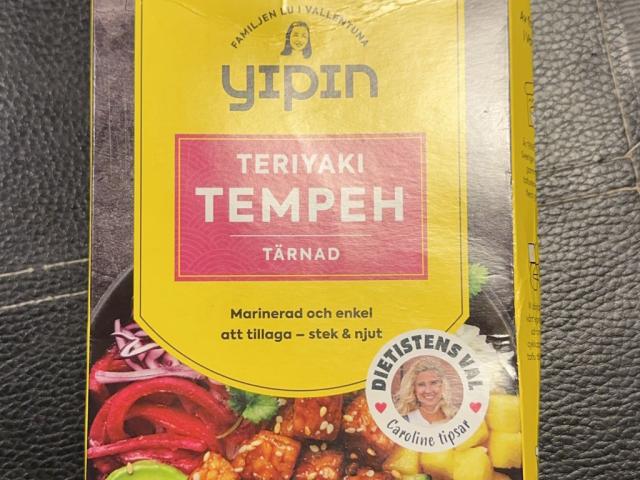 FAMILJEN LU I VALLENTUNA
yipin
TERIYAKI
TEMPEH
TÄRNAD
Marinerad och enkel
att tillaga – stek & njut
DIETISTENS VAL
Caroline tipsar